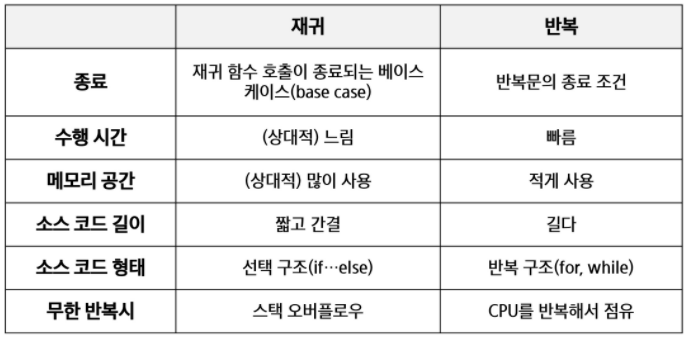 재귀 반복
종료 재귀 함수 호출이 종료되는 베이스
케이스(base case) 반복문의 종료 조건
수행 시간 (상대적) 느림 빠름
메모리 공간 (상대적) 많이 사용 적게 사용
소스 코드 길이 짧고 간결 길다
소스 코드 형태 선택 구조(if…else) 반복 구조(for, while)
무한 반복시 스택 오버플로우 CPU를 반복해서 점유